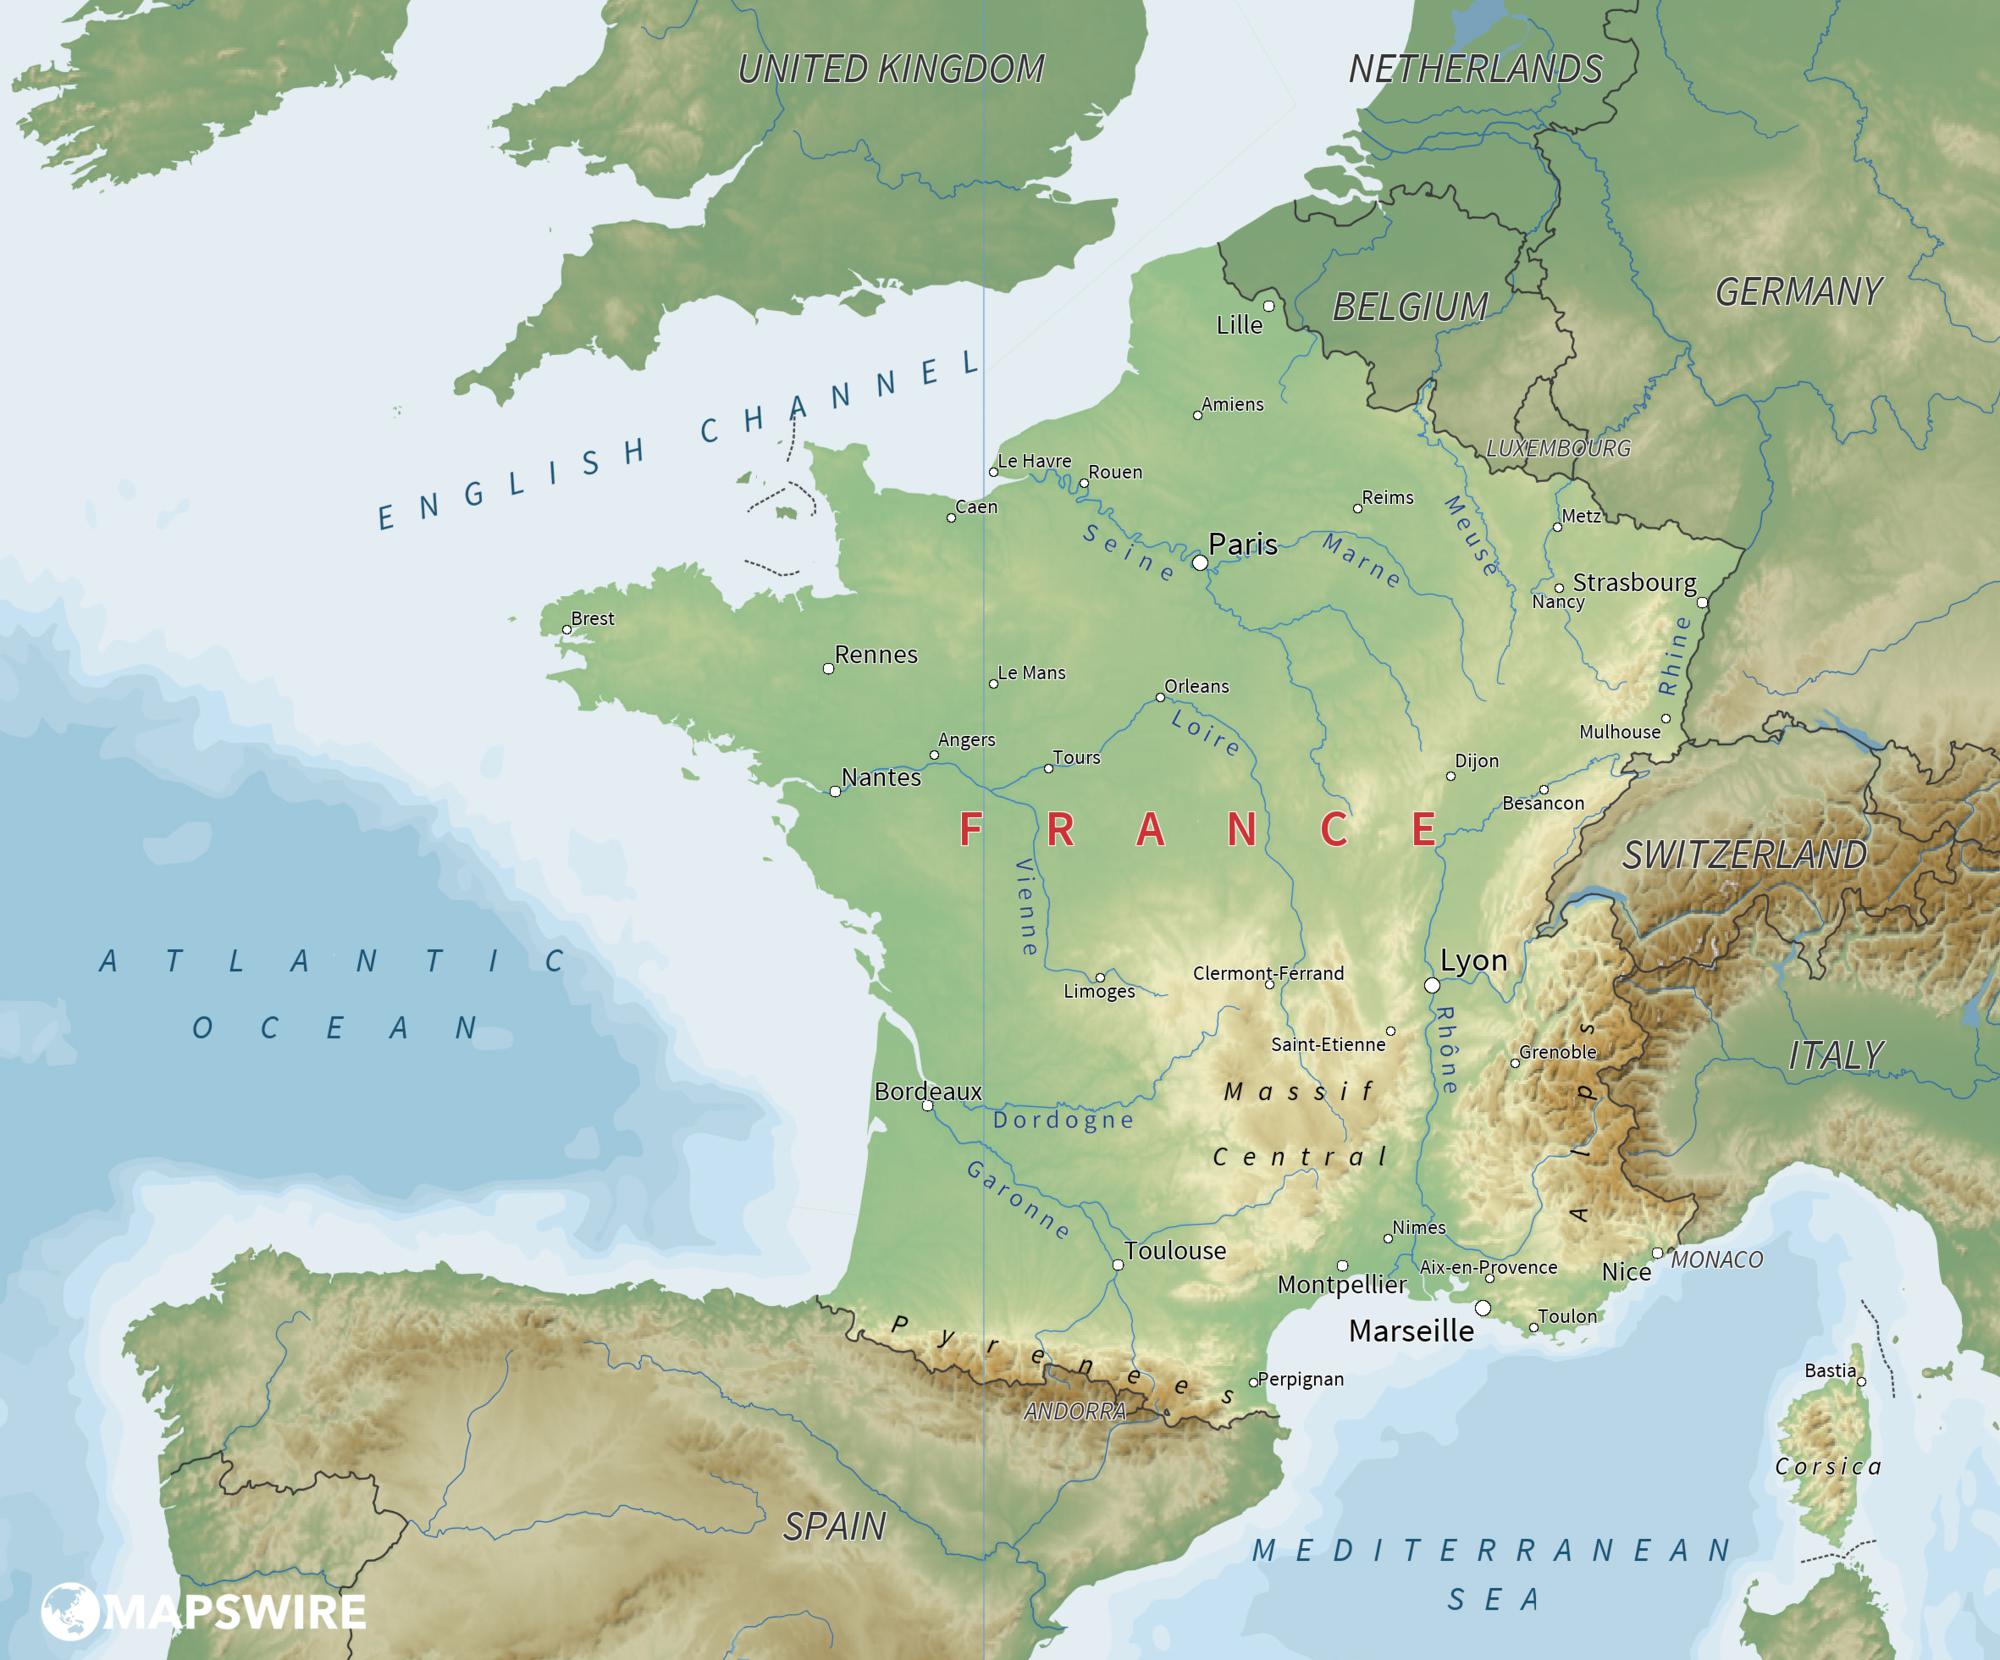 UNITED KINGDOM
NETHERLANDS
GERMANY
BELGIUM
Lille
ENGLISH CHANNEL
Amiens
LUXEMBOURG
Le Havre
Rouen
Reims
Caen
Metz
Meuse
Seine
Paris
Marne
Strasbourg
Nancy
Brest
Rhine
Rennes
Le Mans
Orleans
Loire
Mulhouse
Angers
Tours
Dijon
Nantes
Besancon
FRANCE
SWITZERLAND
Vienne
ATLANTIC
OCEAN
Lyon
Clermont-Ferrand
Limoges
Rhône
Saint-Etienne
Grenoble
ITALY
Bordeaux
Massif
Central
Alps
Dordogne
Garonne
Nimes
Toulouse
Aix-en-Provence
Nice
MONACO
Montpellier
Marseille
Toulon
Pyrenees
Perpignan
Bastia
ANDORRA
Corsica
SPAIN
MEDITERRANEAN
SEA
MAPSWIRE